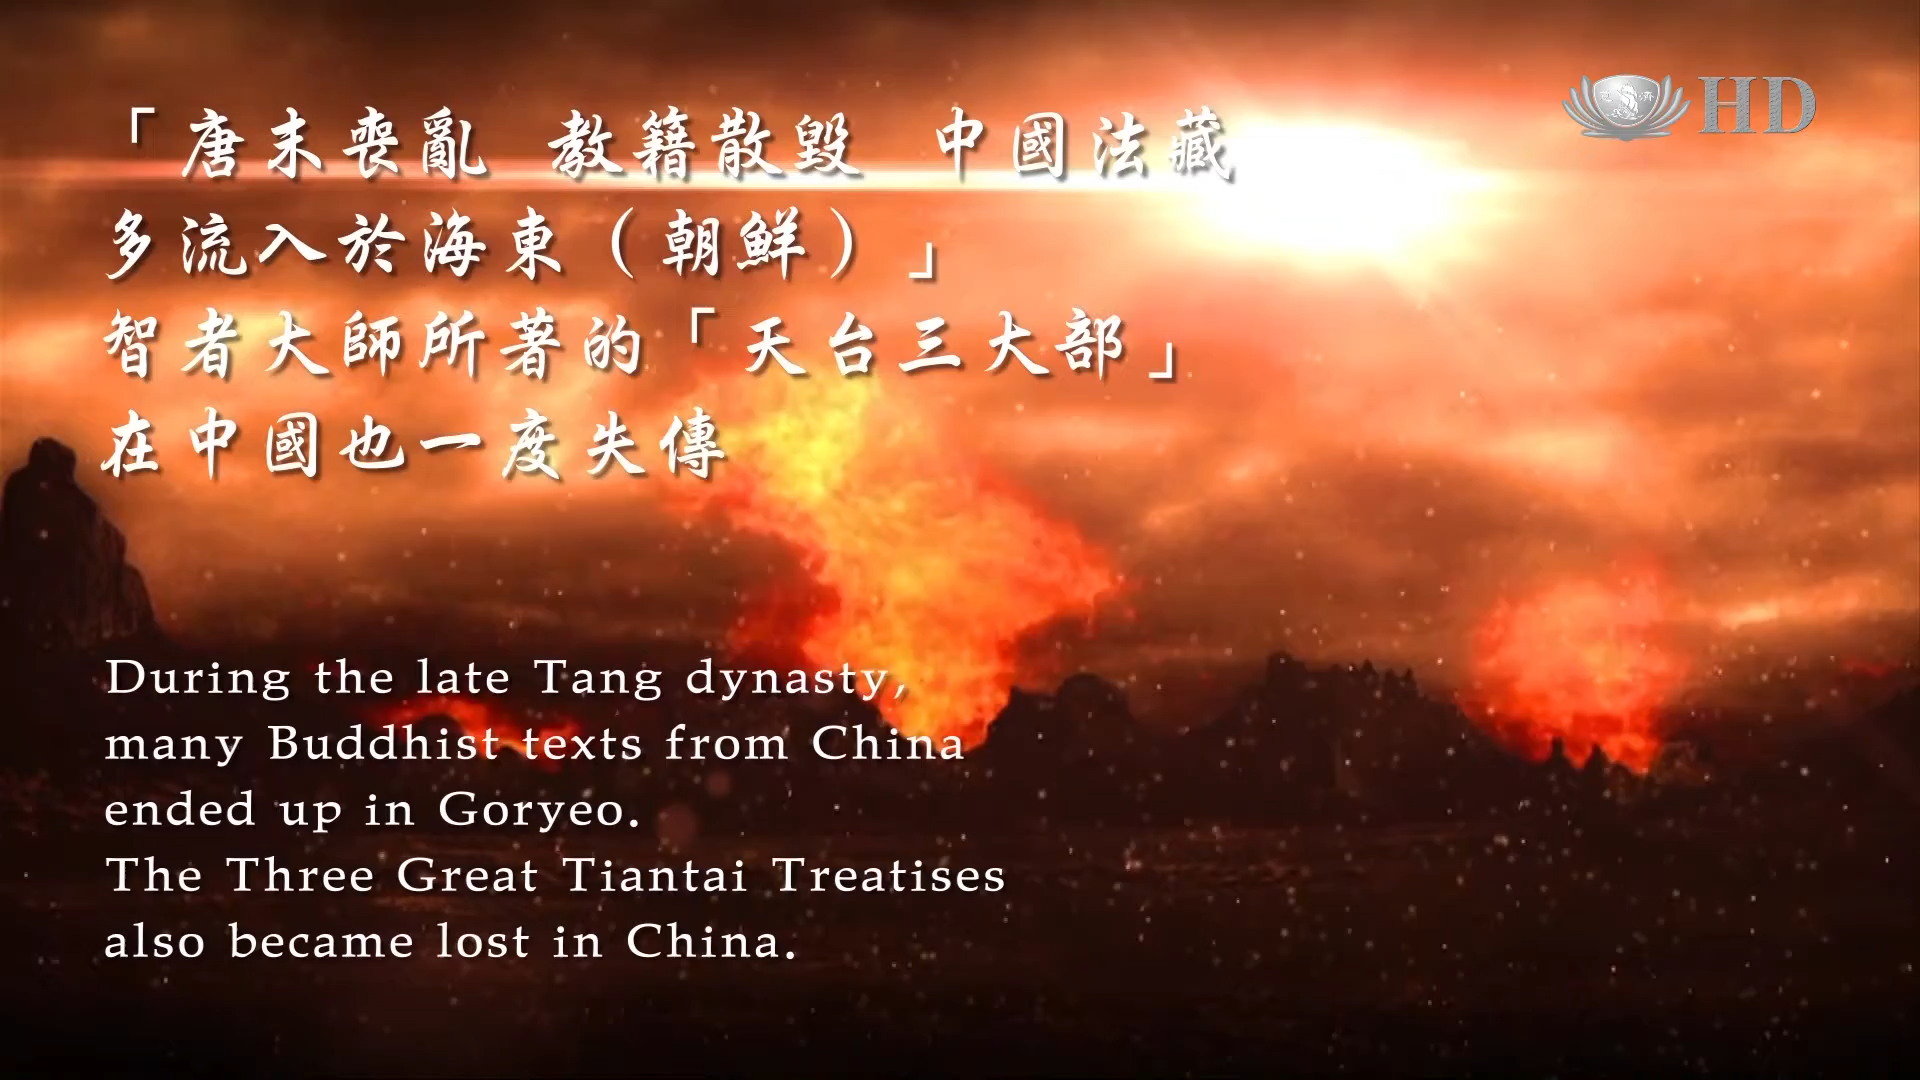 「唐末喪亂 教籍散毀 中國法藏
多流入於海東（朝鮮）」
智者大師所著的「天台三大部」
在中國也一度失傳
HD
During the late Tang dynasty,
many Buddhist texts from China
ended up in Goryeo.
The Three Great Tiantai Treatises
also became lost in China.